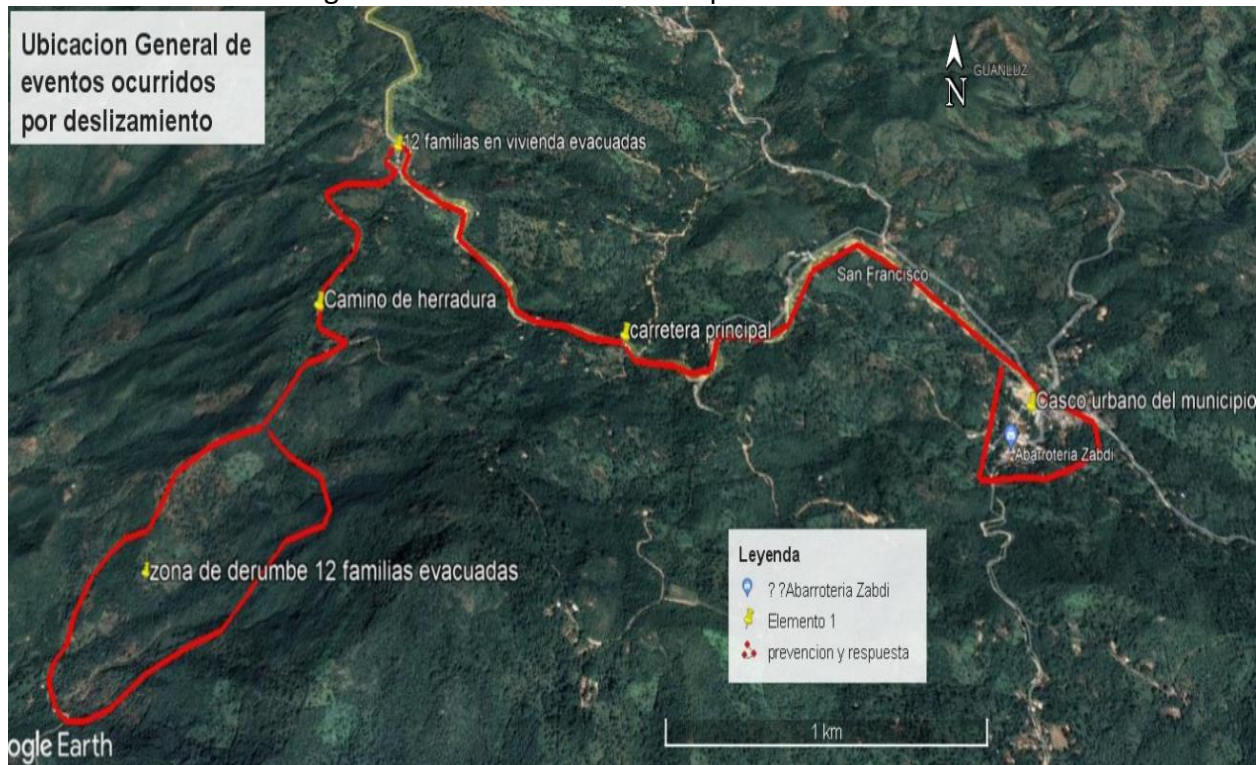 Ubicacion General de
eventos ocurridos
por deslizamiento
GUANLUZ
N
12 familias en vivienda evacuadas
San Francisco
Camino de herradura
carretera principal
Casco urbano del municipio
Abarroteria Zabdi
zona de derumbe 12 familias evacuadas
Leyenda
? ?Abarroteria Zabdi
Elemento 1
prevencion y respuesta
1 km
ogle Earth